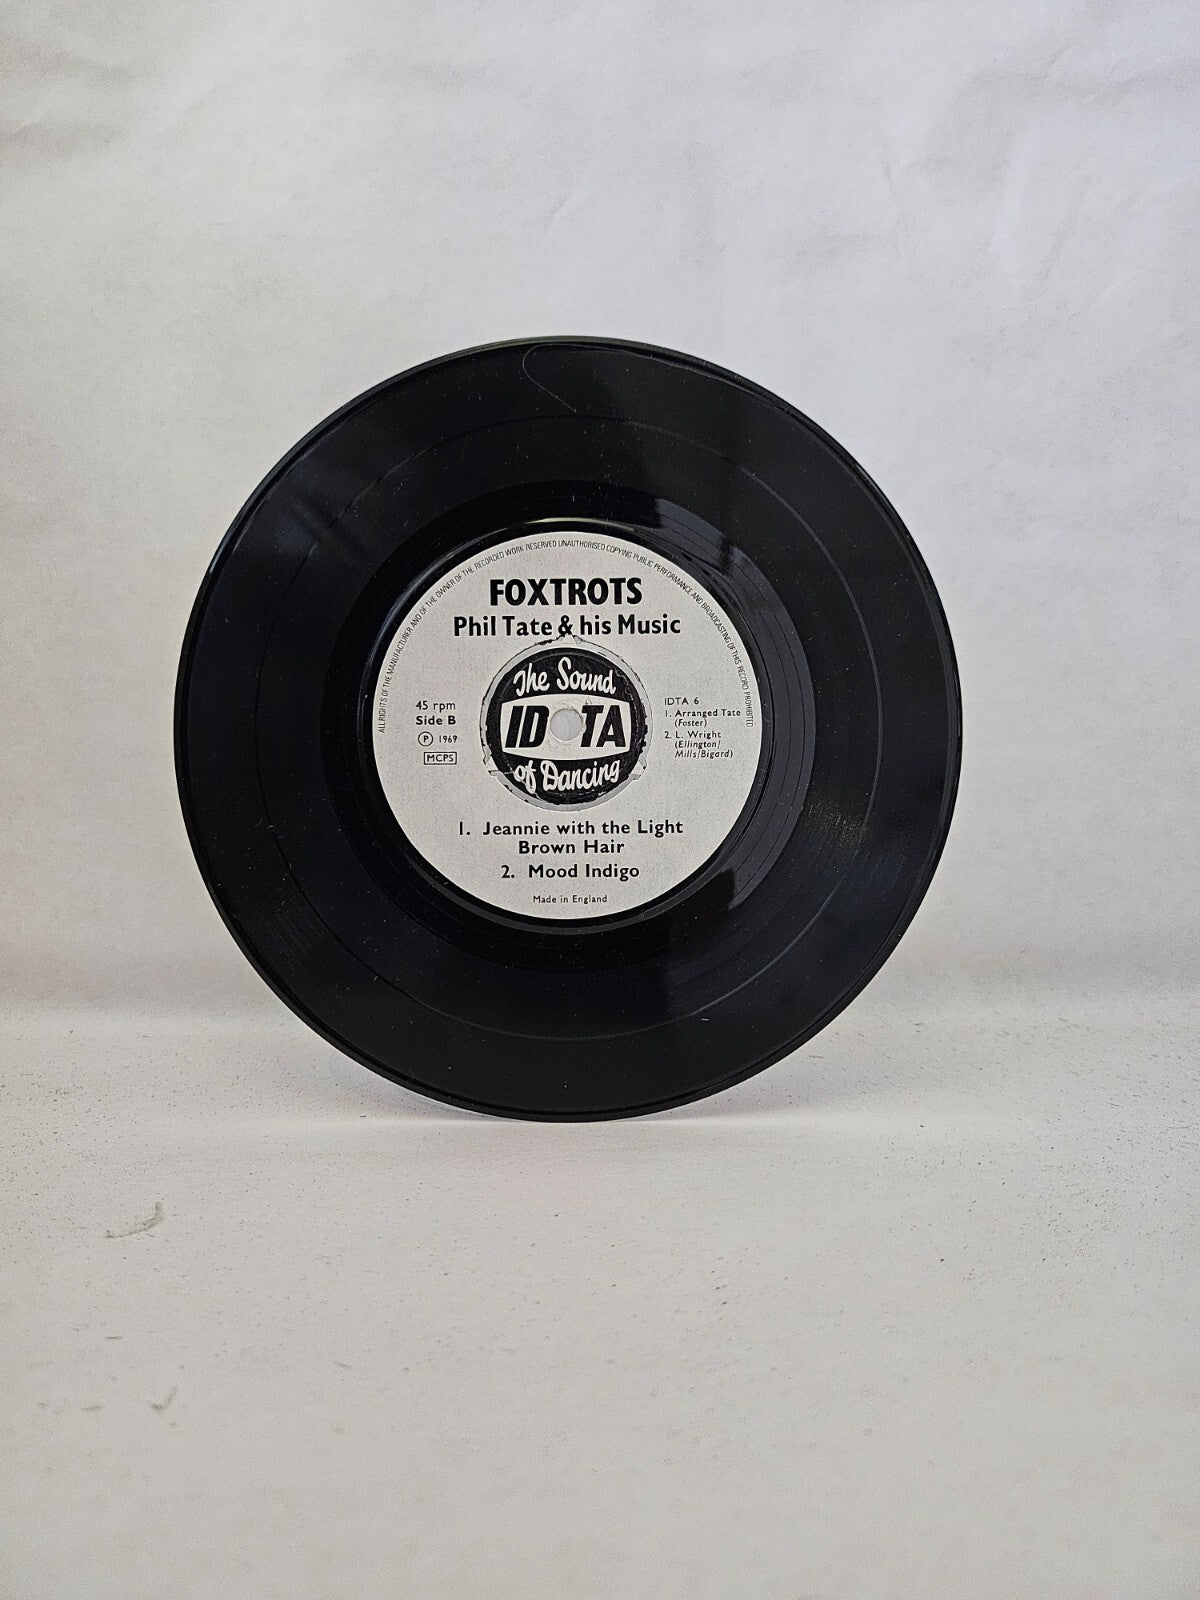 ALL RIGHTS OF THE MANUFACTURER AND OF THE OWNER OF THE RECORDED WORK RESERVED UNAUTHORISED COPYING PUBLIC PERFORMANCE AND BROADCASTING OF THIS RECORD PROHIBITED
FOXTROTS
Phil Tate & his Music
The Sound
ID TA
of Dancing
45 rpm
Side B
Ⓟ 1969
MCPS
IDTA 6
1. Arranged Tate
(Foster)
2. L. Wright
(Ellington/
Mills/Bigard)
1. Jeannie with the Light
Brown Hair
2. Mood Indigo
Made in England